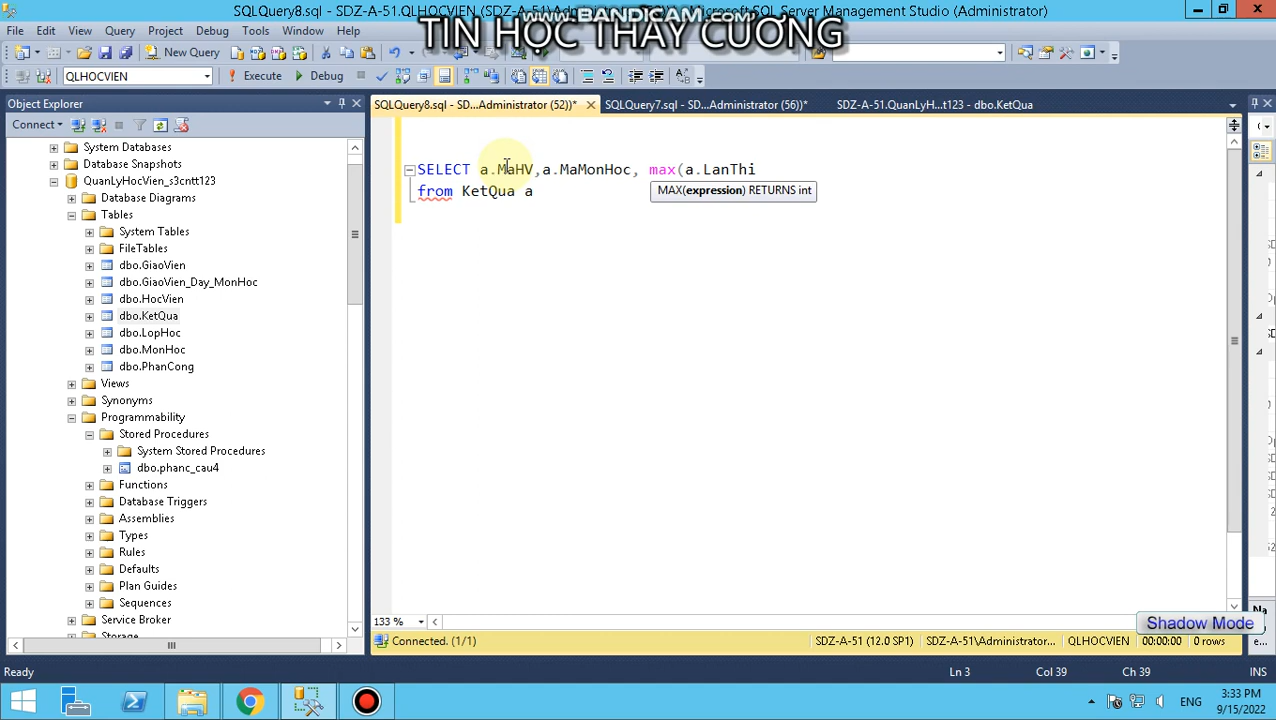 SQLQuery8.sql - SDZ-A-51.QLHOCVIEN (SDZ-A-51\Administrator
Microsoft SQL Server Management Studio (Administrator)
www.BANDICAM.com
TIN HỌC THẦY CƯƠNG
File Edit View Query Project Debug Tools Window Help
New Query
QLHOCVIEN
Execute
Debug
Object Explorer
SQLQuery8.sql - SD...Administrator (52))*
SQLQuery7.sql - SD...Administrator (56))*
SDZ-A-51.QuanLyH...t123 - dbo.KetQua
Connect
System Databases
Database Snapshots
QuanLyHocVien_s3cntt123
Database Diagrams
Tables
System Tables
FileTables
dbo.GiaoVien
dbo.GiaoVien_Day_MonHoc
dbo.HocVien
dbo.KetQua
dbo.LopHoc
dbo.MonHoc
dbo.PhanCong
Views
Synonyms
Programmability
Stored Procedures
System Stored Procedures
dbo.phanc_cau4
Functions
Database Triggers
Assemblies
Types
Rules
Defaults
Plan Guides
Sequences
Service Broker
Storage
SELECT a.MaHV,a.MaMonHoc, max(a.LanThi
from KetQua a
MAX(expression) RETURNS int
133 %
Shadow Mode
Connected. (1/1)
SDZ-A-51 (12.0 SP1)
SDZ-A-51\Administrator...
QLHOCVIEN
00:00:00
0 rows
Ready
Ln 3
Col 39
Ch 39
INS
ENG
3:33 PM
9/15/2022